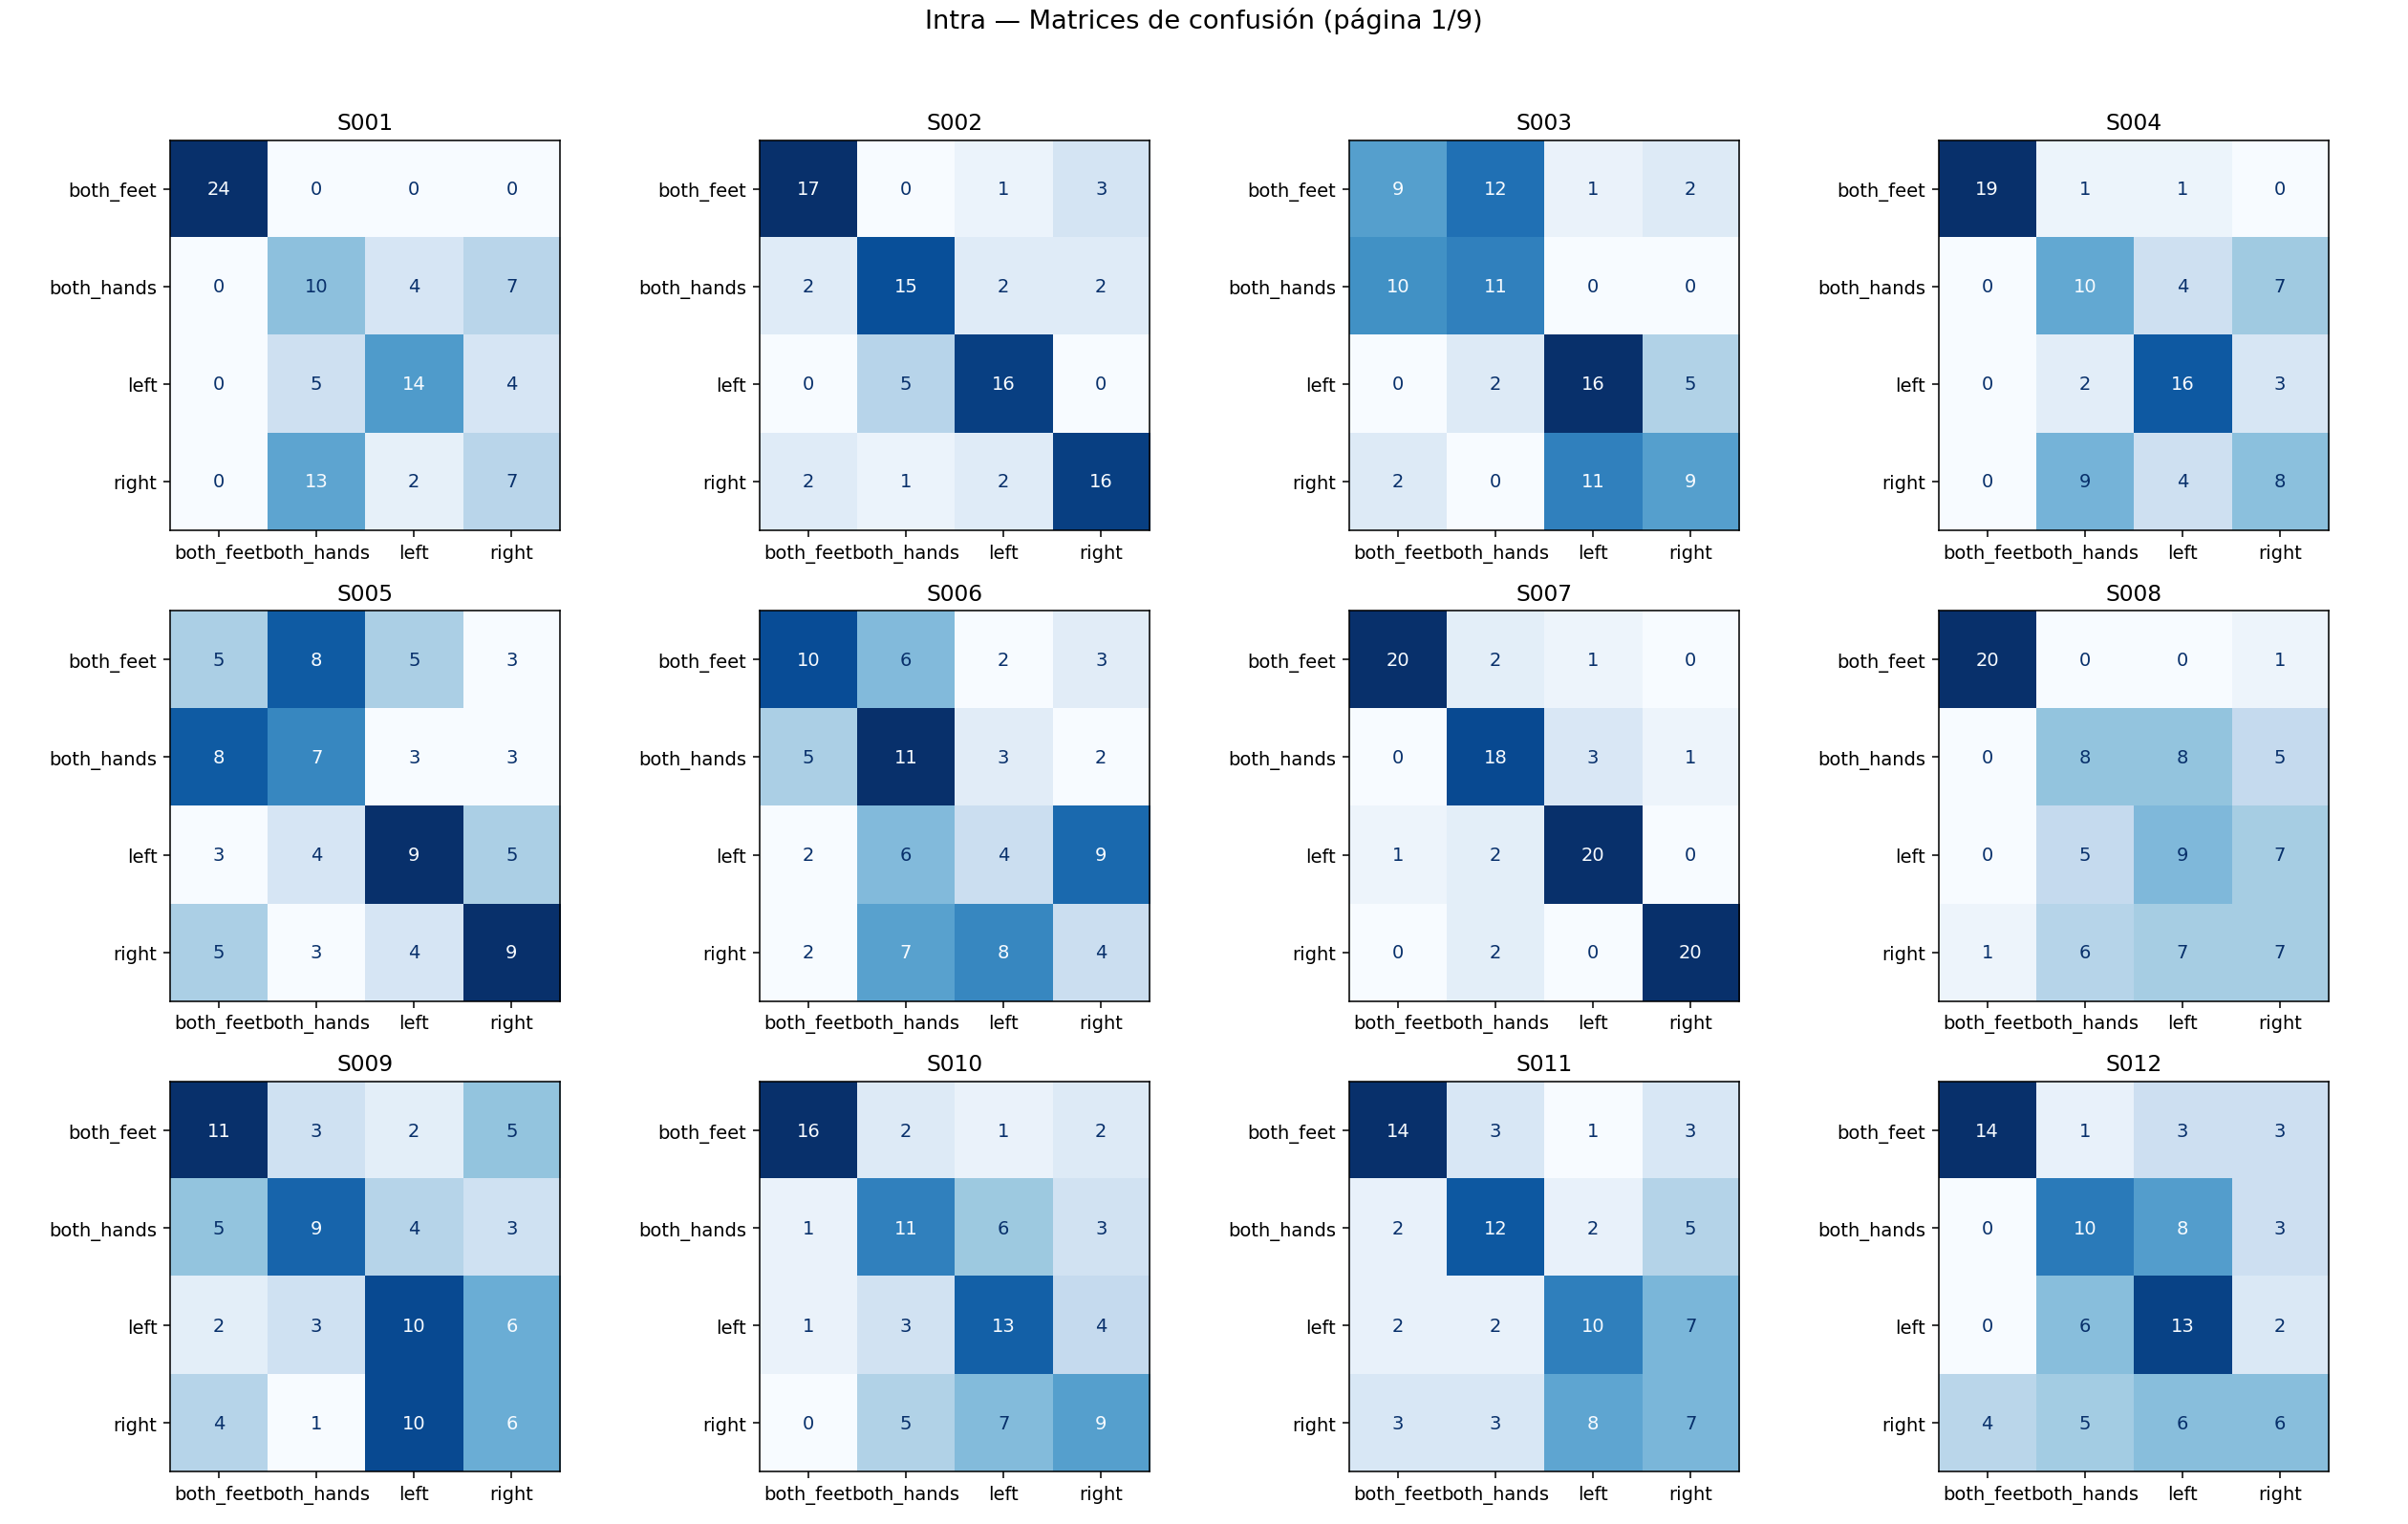 Intra — Matrices de confusión (página 1/9)
S001 S002 S003 S004
both_feet 24 0 0 0 both_feet 17 0 1 3 both_feet 9 12 1 2 both_feet 19 1 1 0
both_hands 0 10 4 7 both_hands 2 15 2 2 both_hands 10 11 0 0 both_hands 0 10 4 7
left 0 5 14 4 left 0 5 16 0 left 0 2 16 5 left 0 2 16 3
right 0 13 2 7 right 2 1 2 16 right 2 0 11 9 right 0 9 4 8
both_feet both_hands left right both_feet both_hands left right both_feet both_hands left right both_feet both_hands left right
S005 S006 S007 S008
both_feet 5 8 5 3 both_feet 10 6 2 3 both_feet 20 2 1 0 both_feet 20 0 0 1
both_hands 8 7 3 3 both_hands 5 11 3 2 both_hands 0 18 3 1 both_hands 0 8 8 5
left 3 4 9 5 left 2 6 4 9 left 1 2 20 0 left 0 5 9 7
right 5 3 4 9 right 2 7 8 4 right 0 2 0 20 right 1 6 7 7
both_feet both_hands left right both_feet both_hands left right both_feet both_hands left right both_feet both_hands left right
S009 S010 S011 S012
both_feet 11 3 2 5 both_feet 16 2 1 2 both_feet 14 3 1 3 both_feet 14 1 3 3
both_hands 5 9 4 3 both_hands 1 11 6 3 both_hands 2 12 2 5 both_hands 0 10 8 3
left 2 3 10 6 left 1 3 13 4 left 2 2 10 7 left 0 6 13 2
right 4 1 10 6 right 0 5 7 9 right 3 3 8 7 right 4 5 6 6
both_feet both_hands left right both_feet both_hands left right both_feet both_hands left right both_feet both_hands left right